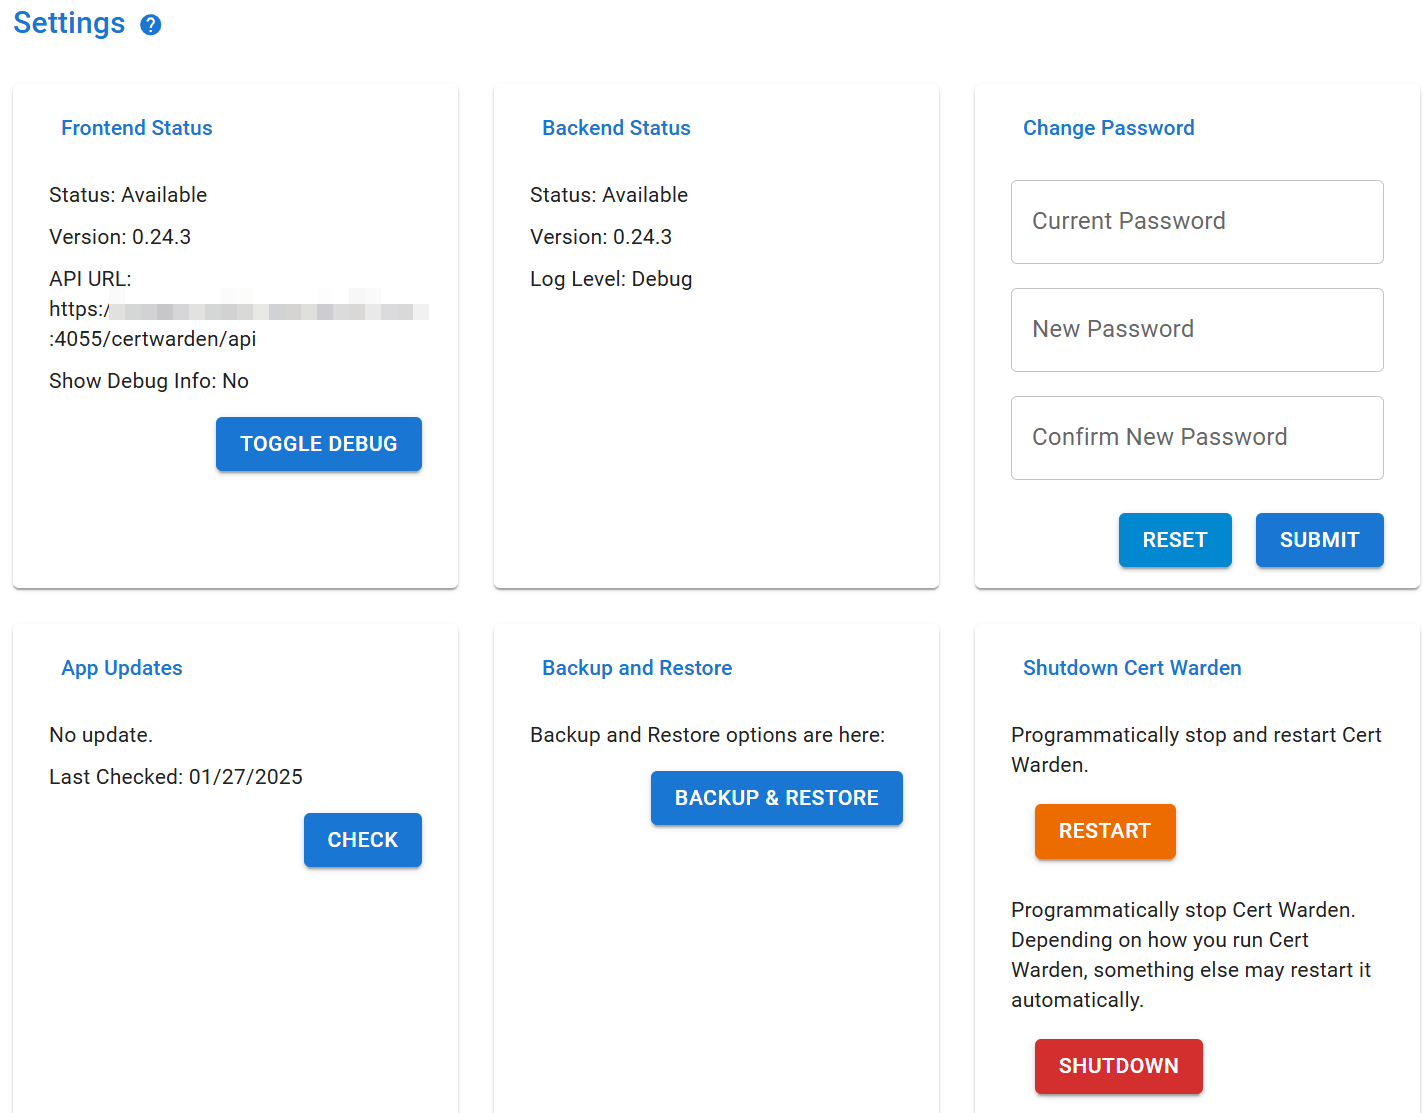 Settings
Frontend Status
Status: Available
Version: 0.24.3
API URL:
https:/
:4055/certwarden/api
Show Debug Info: No
TOGGLE DEBUG
Backend Status
Status: Available
Version: 0.24.3
Log Level: Debug
Change Password
Current Password
New Password
Confirm New Password
RESET
SUBMIT
App Updates
No update.
Last Checked: 01/27/2025
CHECK
Backup and Restore
Backup and Restore options are here:
BACKUP & RESTORE
Shutdown Cert Warden
Programmatically stop and restart Cert
Warden.
RESTART
Programmatically stop Cert Warden.
Depending on how you run Cert
Warden, something else may restart it
automatically.
SHUTDOWN